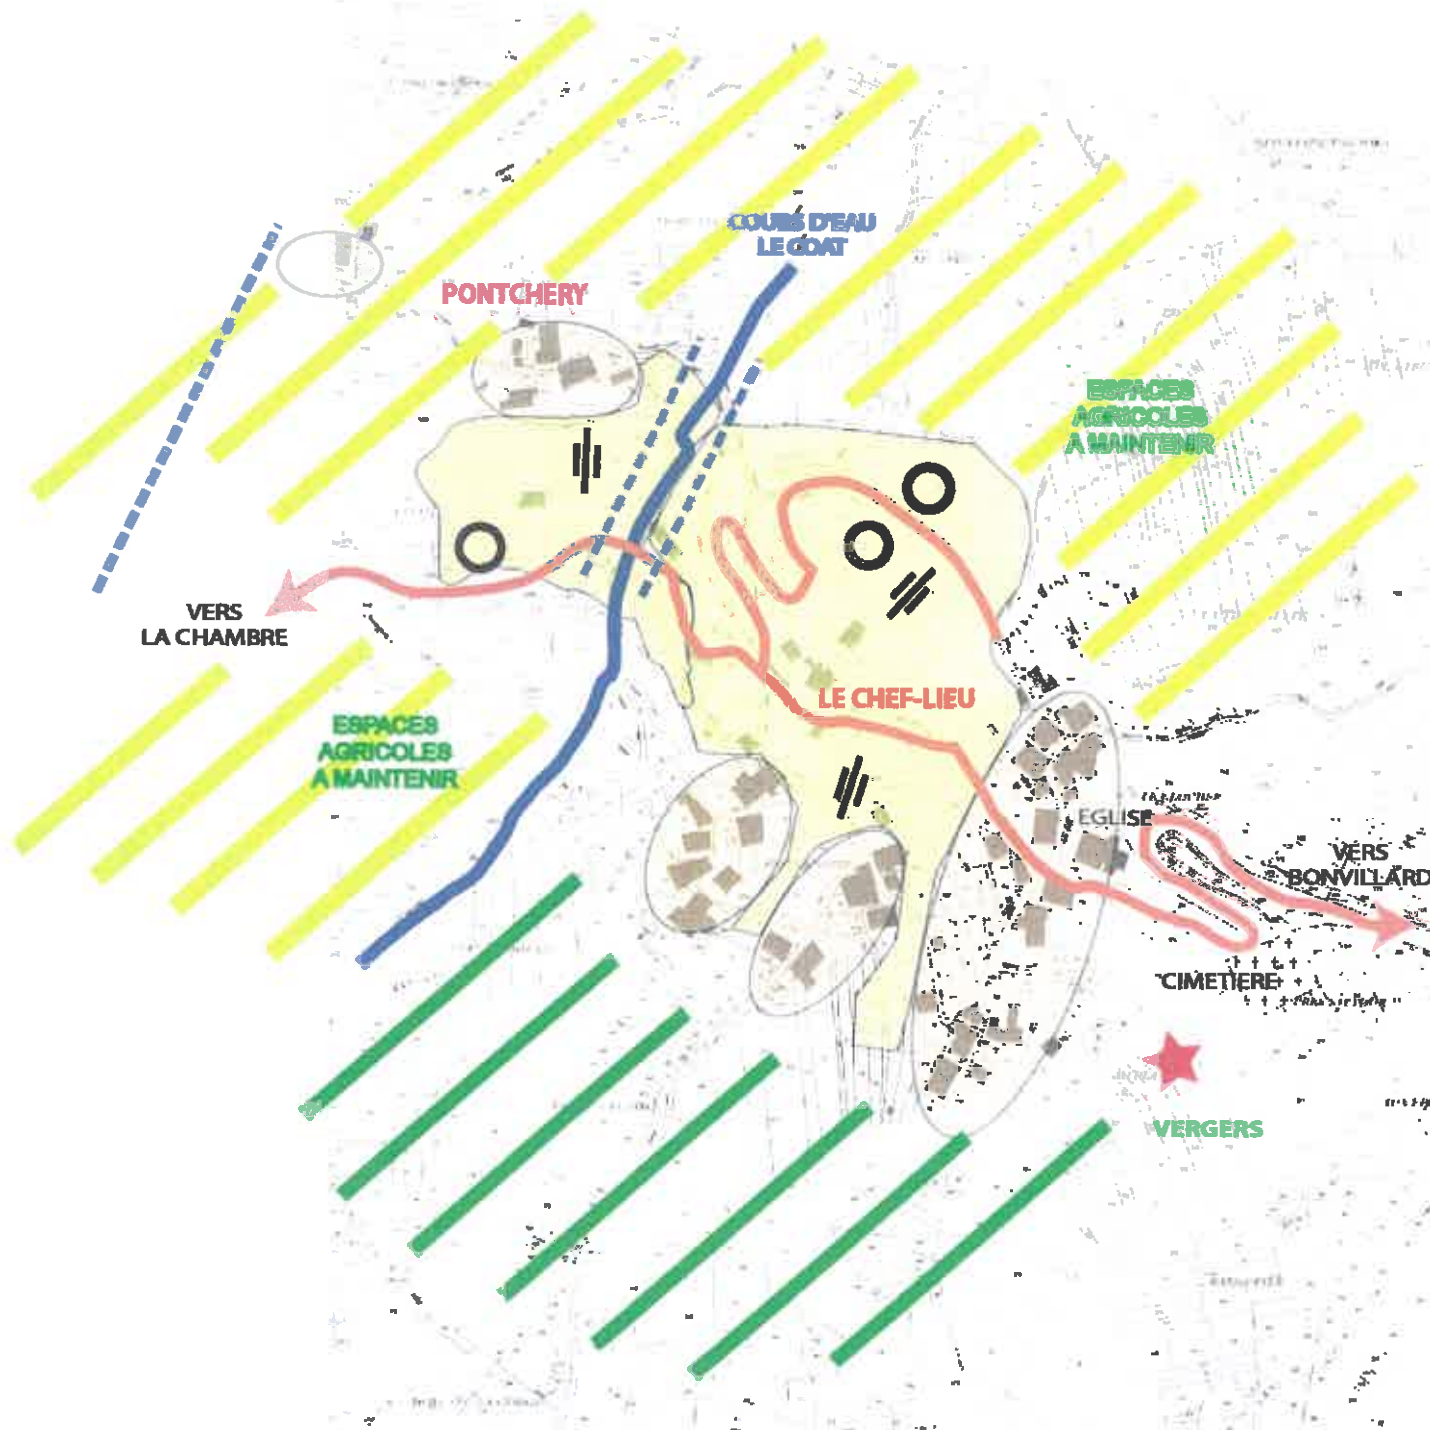 COURS D'EAU
LE COAT
PONTCHERY
ESPACES
AGRICOLES
A MAINTENIR
VERS
LA CHAMBRE
LE CHEF-LIEU
ESPACES
AGRICOLES
A MAINTENIR
EGLISE
VERS
BONVILLARD
CIMETIERE
VERGERS